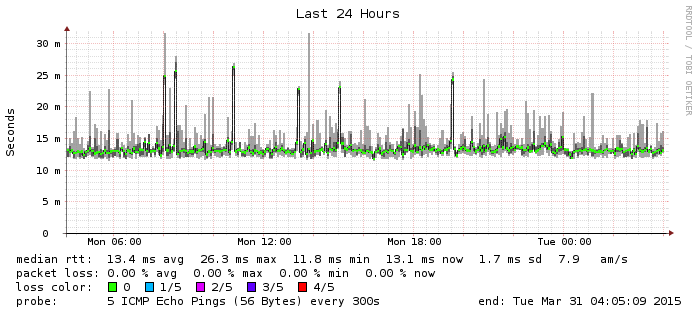 Last 24 Hours
RRDTOOL / TOBI OETIKER
Seconds
30 m
25 m
20 m
15 m
10 m
5 m
0
Mon 06:00 Mon 12:00 Mon 18:00 Tue 00:00
median rtt: 13.4 ms avg 26.3 ms max 11.8 ms min 13.1 ms now 1.7 ms sd 7.9 am/s
packet loss: 0.00 % avg 0.00 % max 0.00 % min 0.00 % now
loss color: 0 1/5 2/5 3/5 4/5
probe: 5 ICMP Echo Pings (56 Bytes) every 300s end: Tue Mar 31 04:05:09 2015